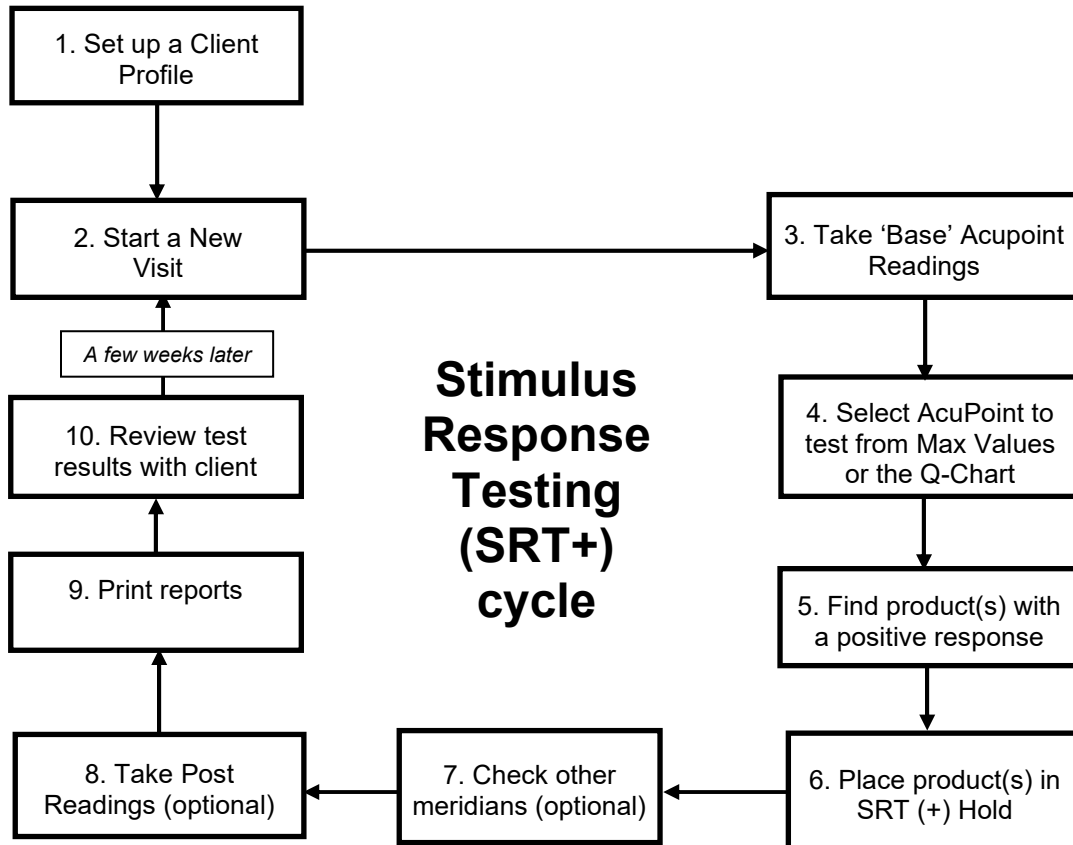 1. Set up a Client
Profile
2. Start a New
Visit
3. Take ‘Base’ Acupoint
Readings
4. Select AcuPoint to
test from Max Values
or the Q-Chart
5. Find product(s) with
a positive response
6. Place product(s) in
SRT (+) Hold
7. Check other
meridians (optional)
8. Take Post
Readings (optional)
9. Print reports
10. Review test
results with client
A few weeks later
Stimulus
Response
Testing
(SRT+)
cycle